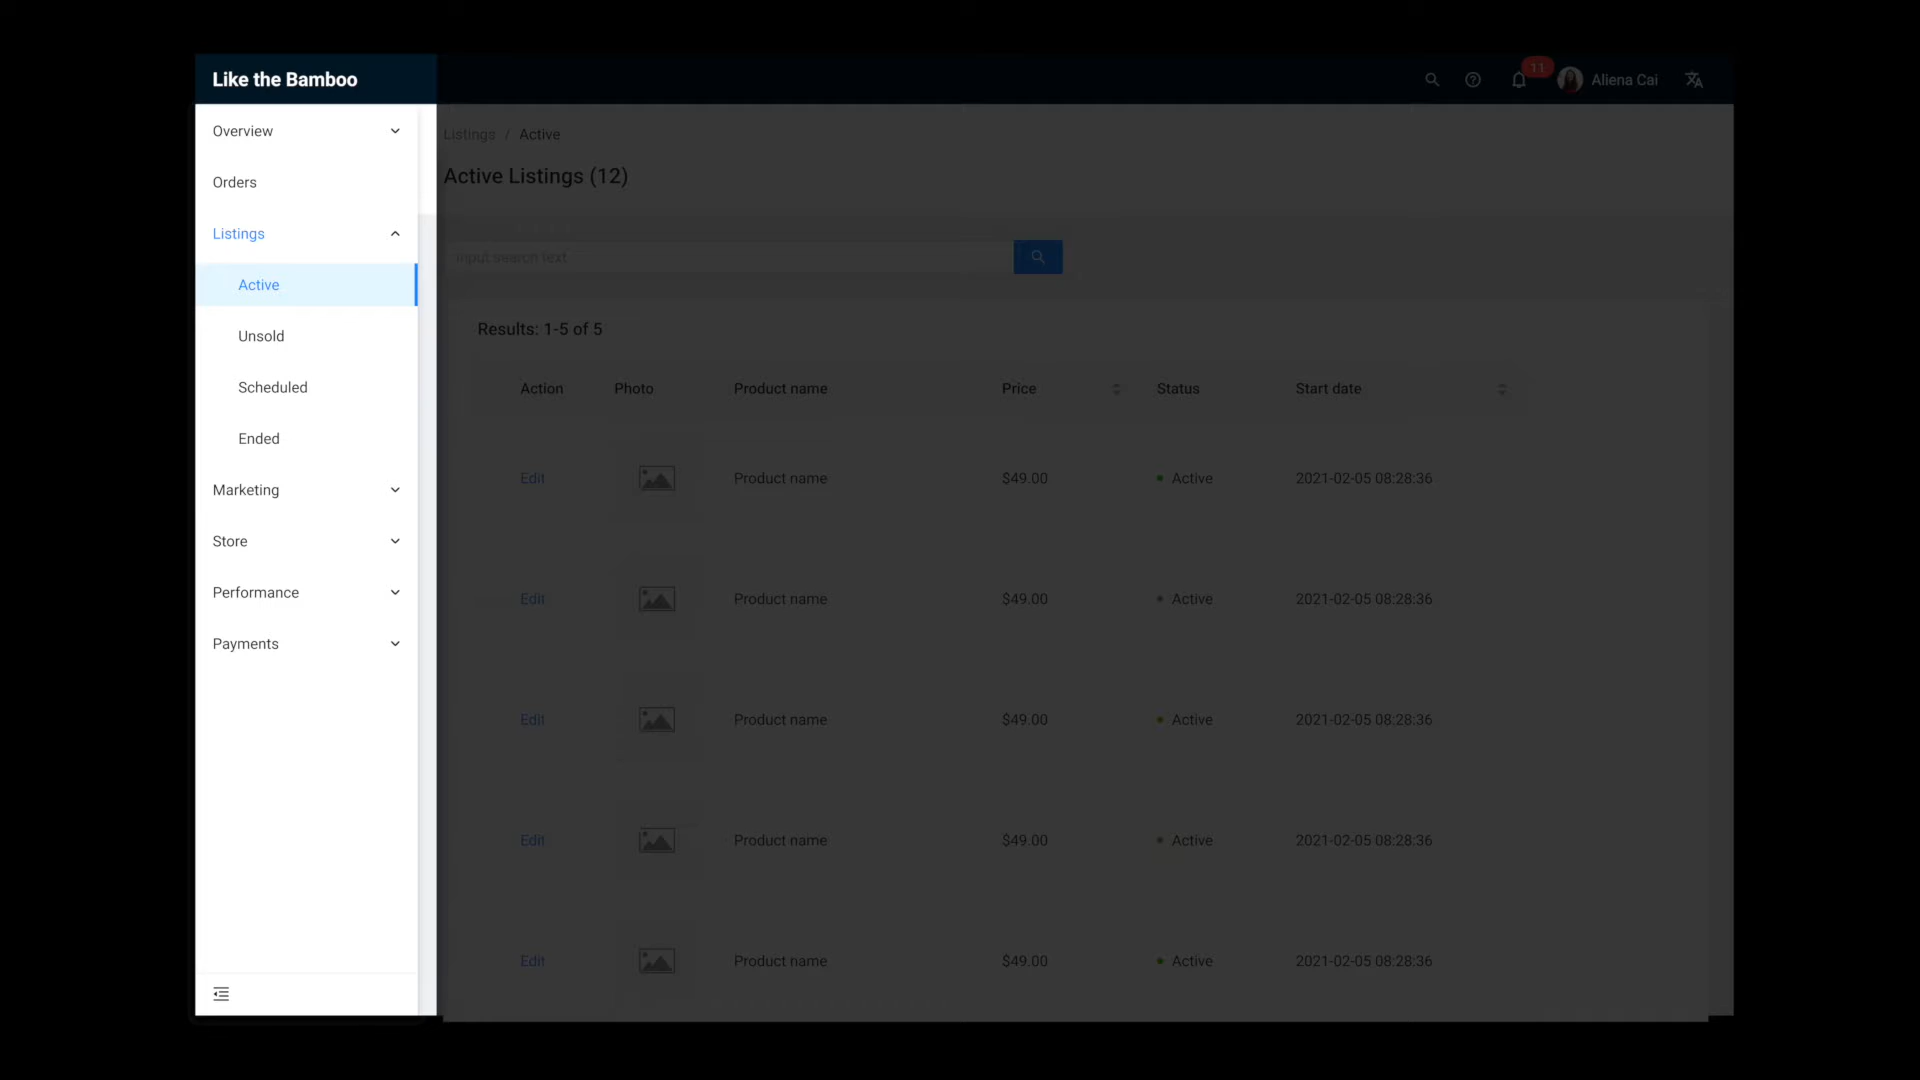 Like the Bamboo
11
Aliena Cai
Overview
Orders
Listings
Active
Unsold
Scheduled
Ended
Marketing
Store
Performance
Payments
Listings / Active
Active Listings (12)
input search text
Results: 1-5 of 5
Action Photo Product name Price Status Start date
Edit Product name $49.00 Active 2021-02-05 08:28:36
Edit Product name $49.00 Active 2021-02-05 08:28:36
Edit Product name $49.00 Active 2021-02-05 08:28:36
Edit Product name $49.00 Active 2021-02-05 08:28:36
Edit Product name $49.00 Active 2021-02-05 08:28:36